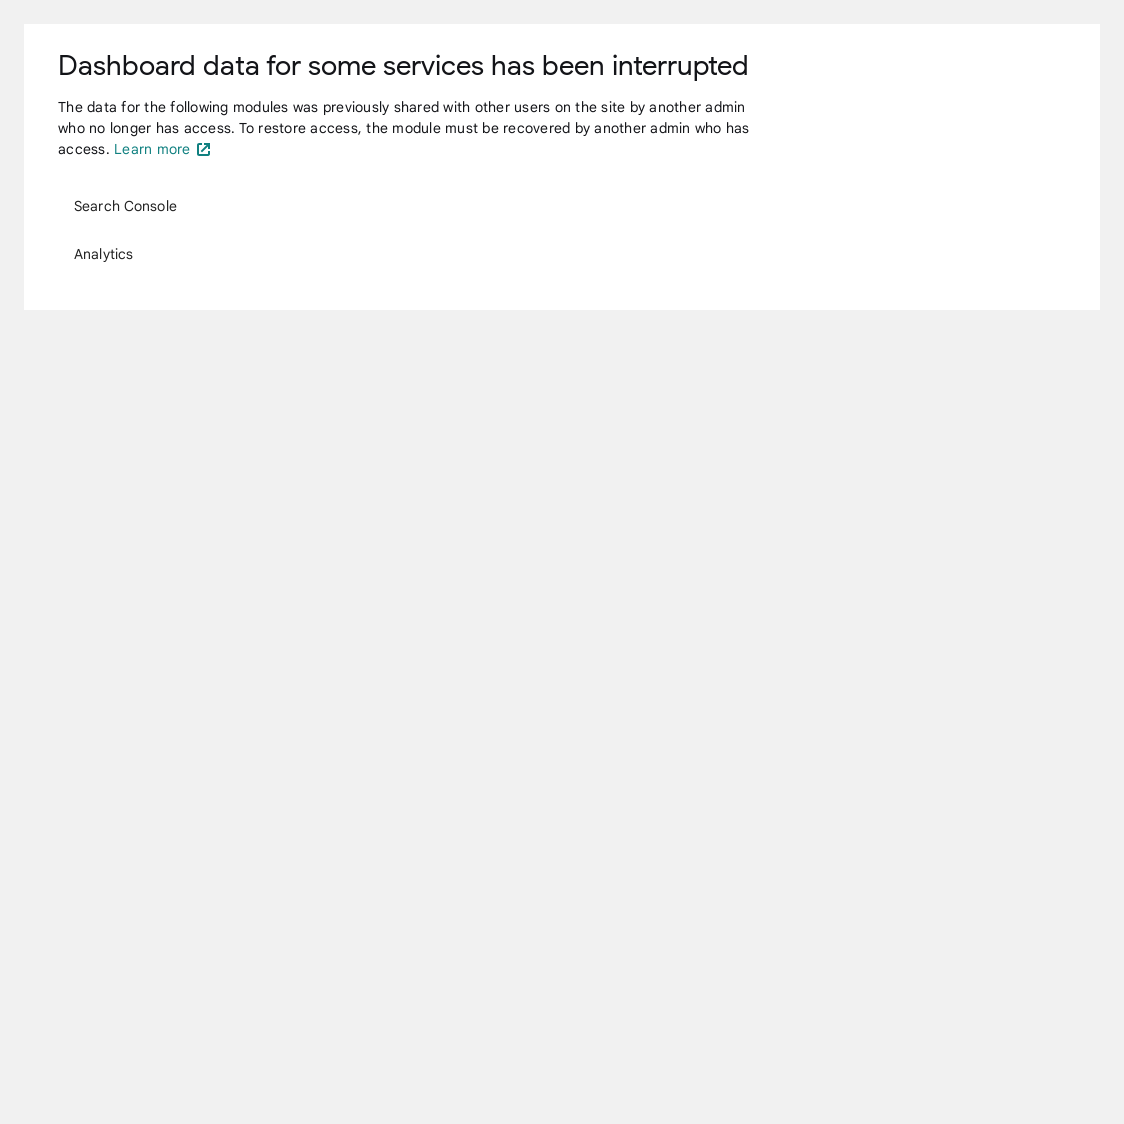 Dashboard data for some services has been interrupted
The data for the following modules was previously shared with other users on the site by another admin
who no longer has access. To restore access, the module must be recovered by another admin who has
access. Learn more
Search Console
Analytics